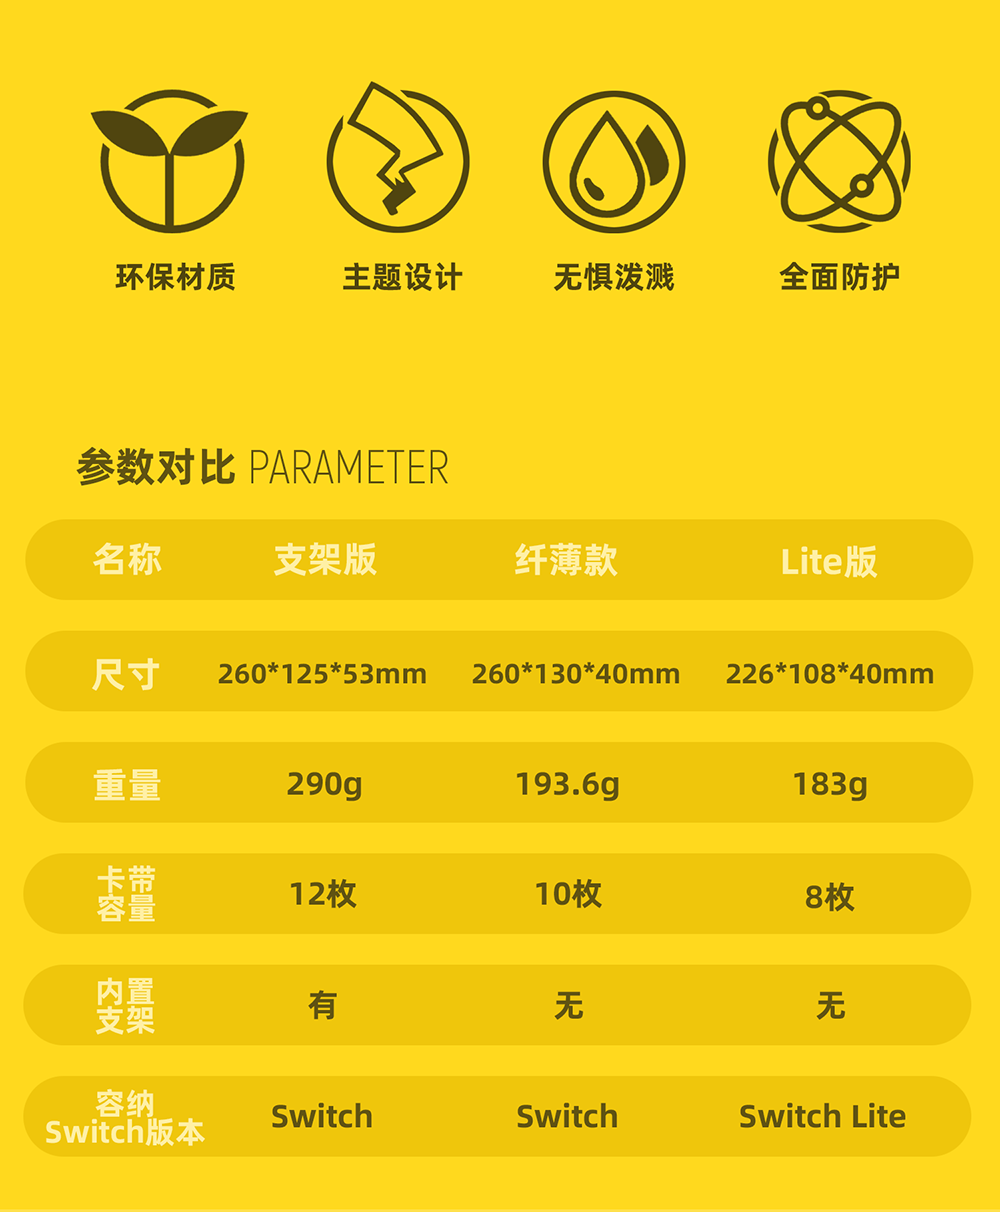 环保材质 主题设计 无惧泼溅 全面防护
参数对比 PARAMETER
名称 支架版 纤薄款 Lite版
尺寸 260*125*53mm 260*130*40mm 226*108*40mm
重量 290g 193.6g 183g
卡带
容量 12枚 10枚 8枚
内置
支架 有 无 无
容纳
Switch版本 Switch Switch Switch Lite